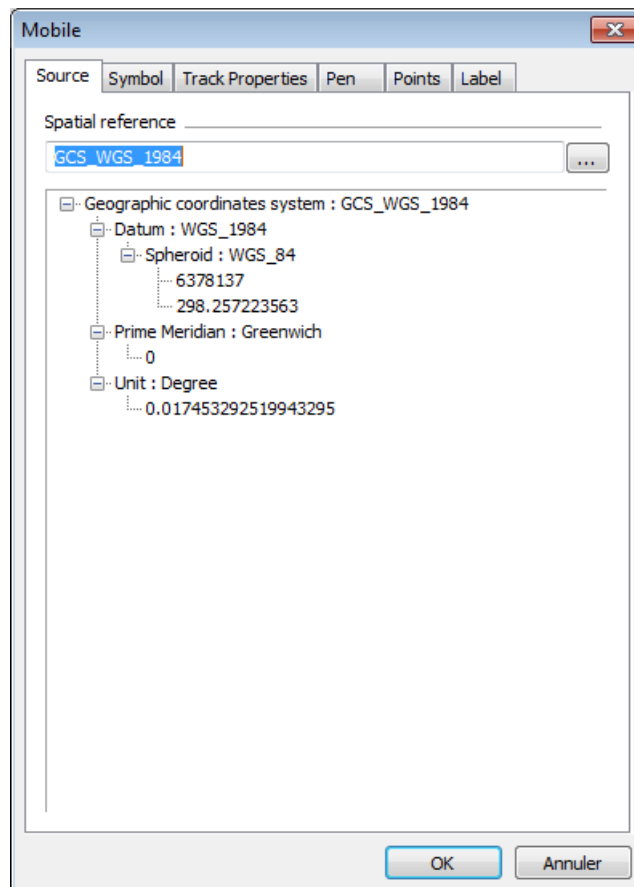 Mobile
Source Symbol Track Properties Pen Points Label
Spatial reference
GCS_WGS_1984 ...
Geographic coordinates system : GCS_WGS_1984
Datum : WGS_1984
Spheroid : WGS_84
6378137
298.257223563
Prime Meridian : Greenwich
0
Unit : Degree
0.017453292519943295
OK Annuler